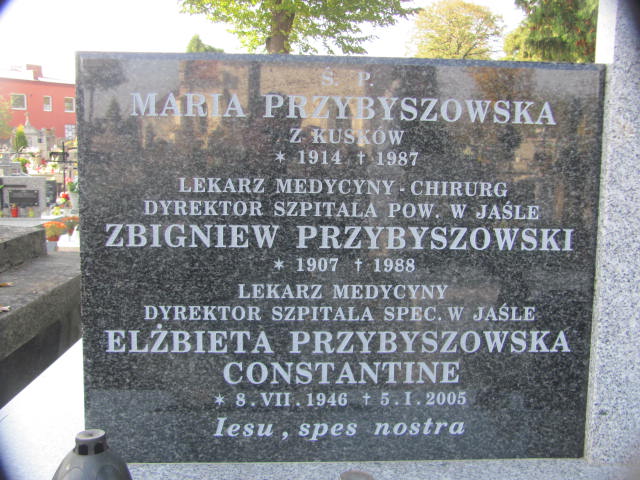 Ś. P.
MARIA PRZYBYSZOWSKA
Z KUSKÓW
* 1914 † 1987
LEKARZ MEDYCYNY - CHIRURG
DYREKTOR SZPITALA POW. W JAŚLE
ZBIGNIEW PRZYBYSZOWSKI
* 1907 † 1988
LEKARZ MEDYCYNY
DYREKTOR SZPITALA SPEC. W JAŚLE
ELŻBIETA PRZYBYSZOWSKA
CONSTANTINE
* 8. VII. 1946 † 5. I. 2005
Iesu, spes nostra